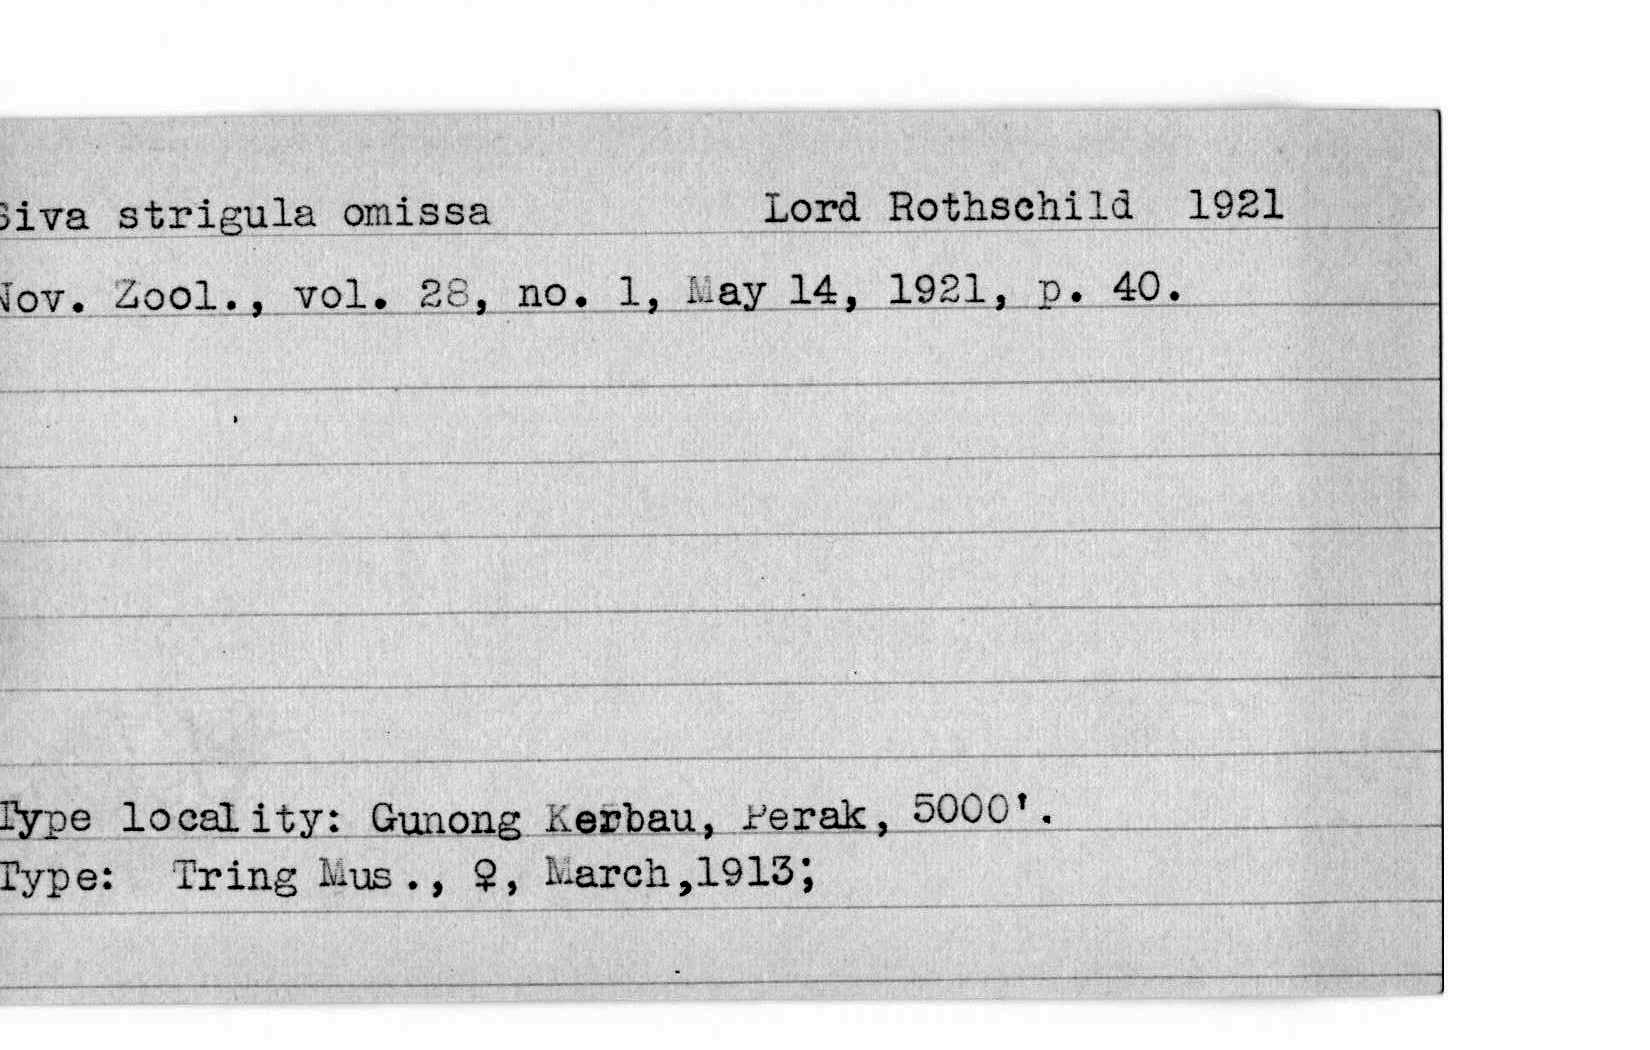 Siva strigula omissa Lord Rothschild 1921
Nov. Zool., vol. 28, no. 1, May 14, 1921, p. 40.
Type locality: Gunong Kerbau, Perak, 5000'.
Type: Tring Mus., ♀, March,1913;